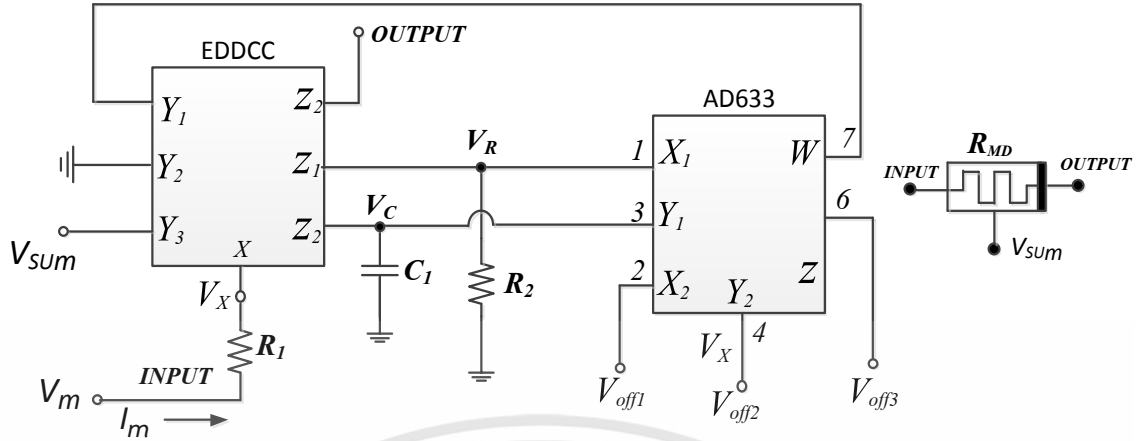 EDDCC
OUTPUT
AD633
Y1
Z2
Y2
Z1
Y3
Z2
X
VSUm
VR
VC
C1
R2
VX
R1
INPUT
Vm
Im
1
X1
W
7
3
Y1
6
2
X2
Y2
Z
VX
4
Voff1
Voff2
Voff3
RMD
INPUT
OUTPUT
VSUm